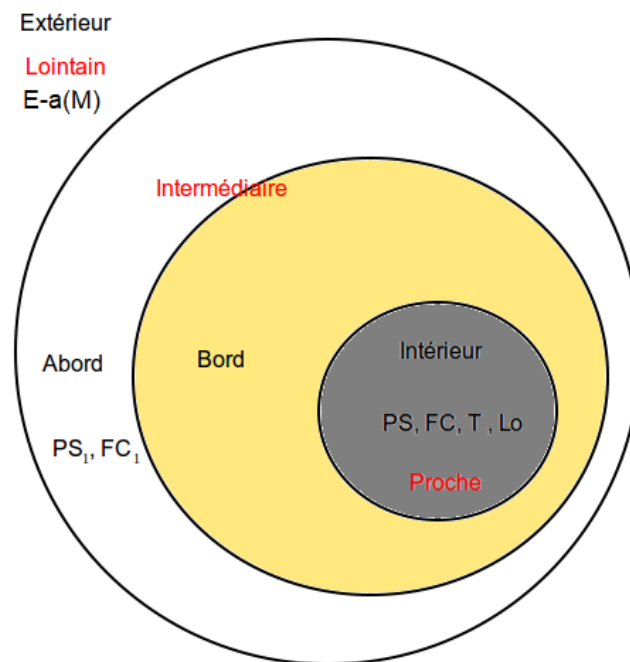 Extérieur
Lointain
E-a(M)
Intermédiaire
Intérieur
Bord
Abord
PS, FC, T , Lo
PS₁, FC₁
Proche